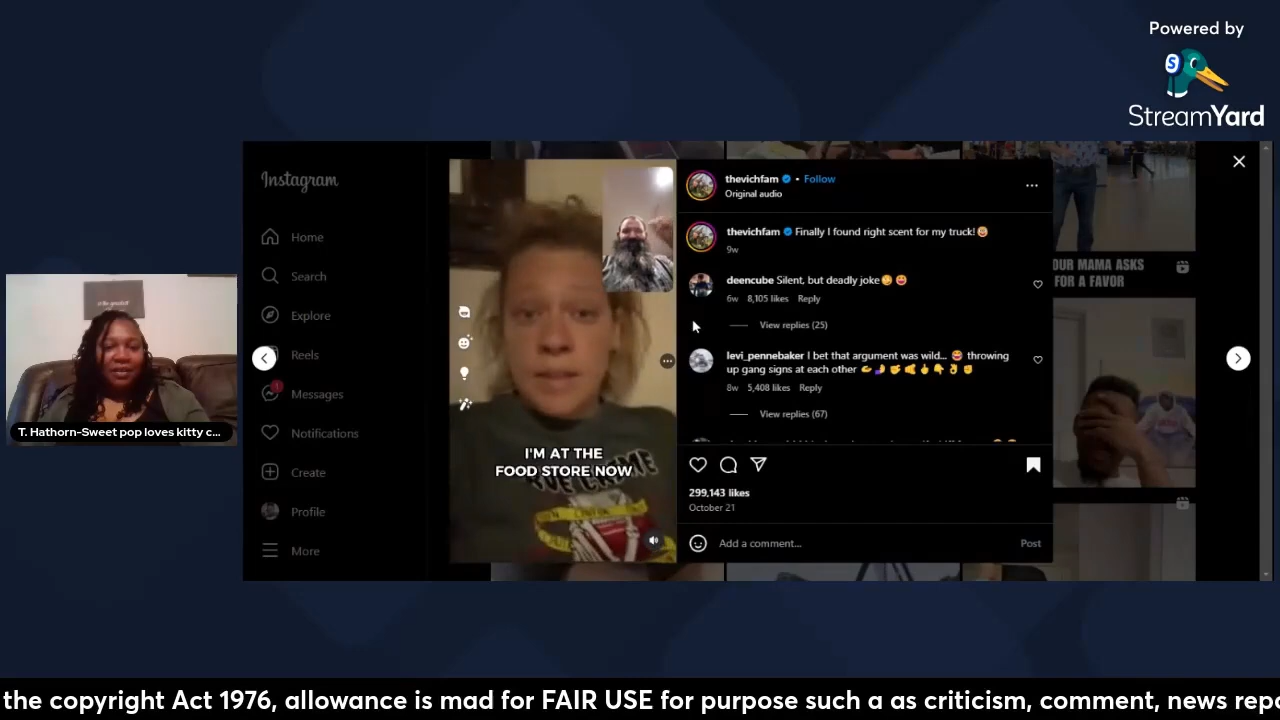 Powered by
StreamYard
Instagram
Home
Search
Explore
Reels
Messages
1
Notifications
Create
Profile
More
T. Hathorn-Sweet pop loves kitty c...
I'M AT THE
FOOD STORE NOW
thevichfam • Follow
Original audio
thevichfam Finally I found right scent for my truck!
9w
deencube Silent, but deadly joke
6w 8,105 likes Reply
View replies (25)
levi_pennebaker I bet that argument was wild... throwing
up gang signs at each other
8w 5,408 likes Reply
View replies (67)
299,143 likes
October 21
Add a comment...
Post
OUR MAMA ASKS
FOR A FAVOR
the copyright Act 1976, allowance is mad for FAIR USE for purpose such a as criticism, comment, news repo